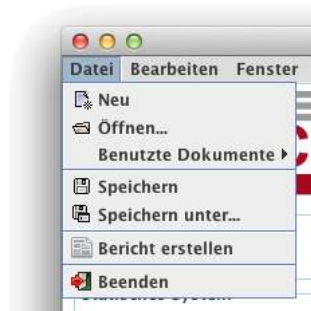 Datei Bearbeiten Fenster
Neu
Öffnen...
Benutzte Dokumente
Speichern
Speichern unter...
Bericht erstellen
Beenden